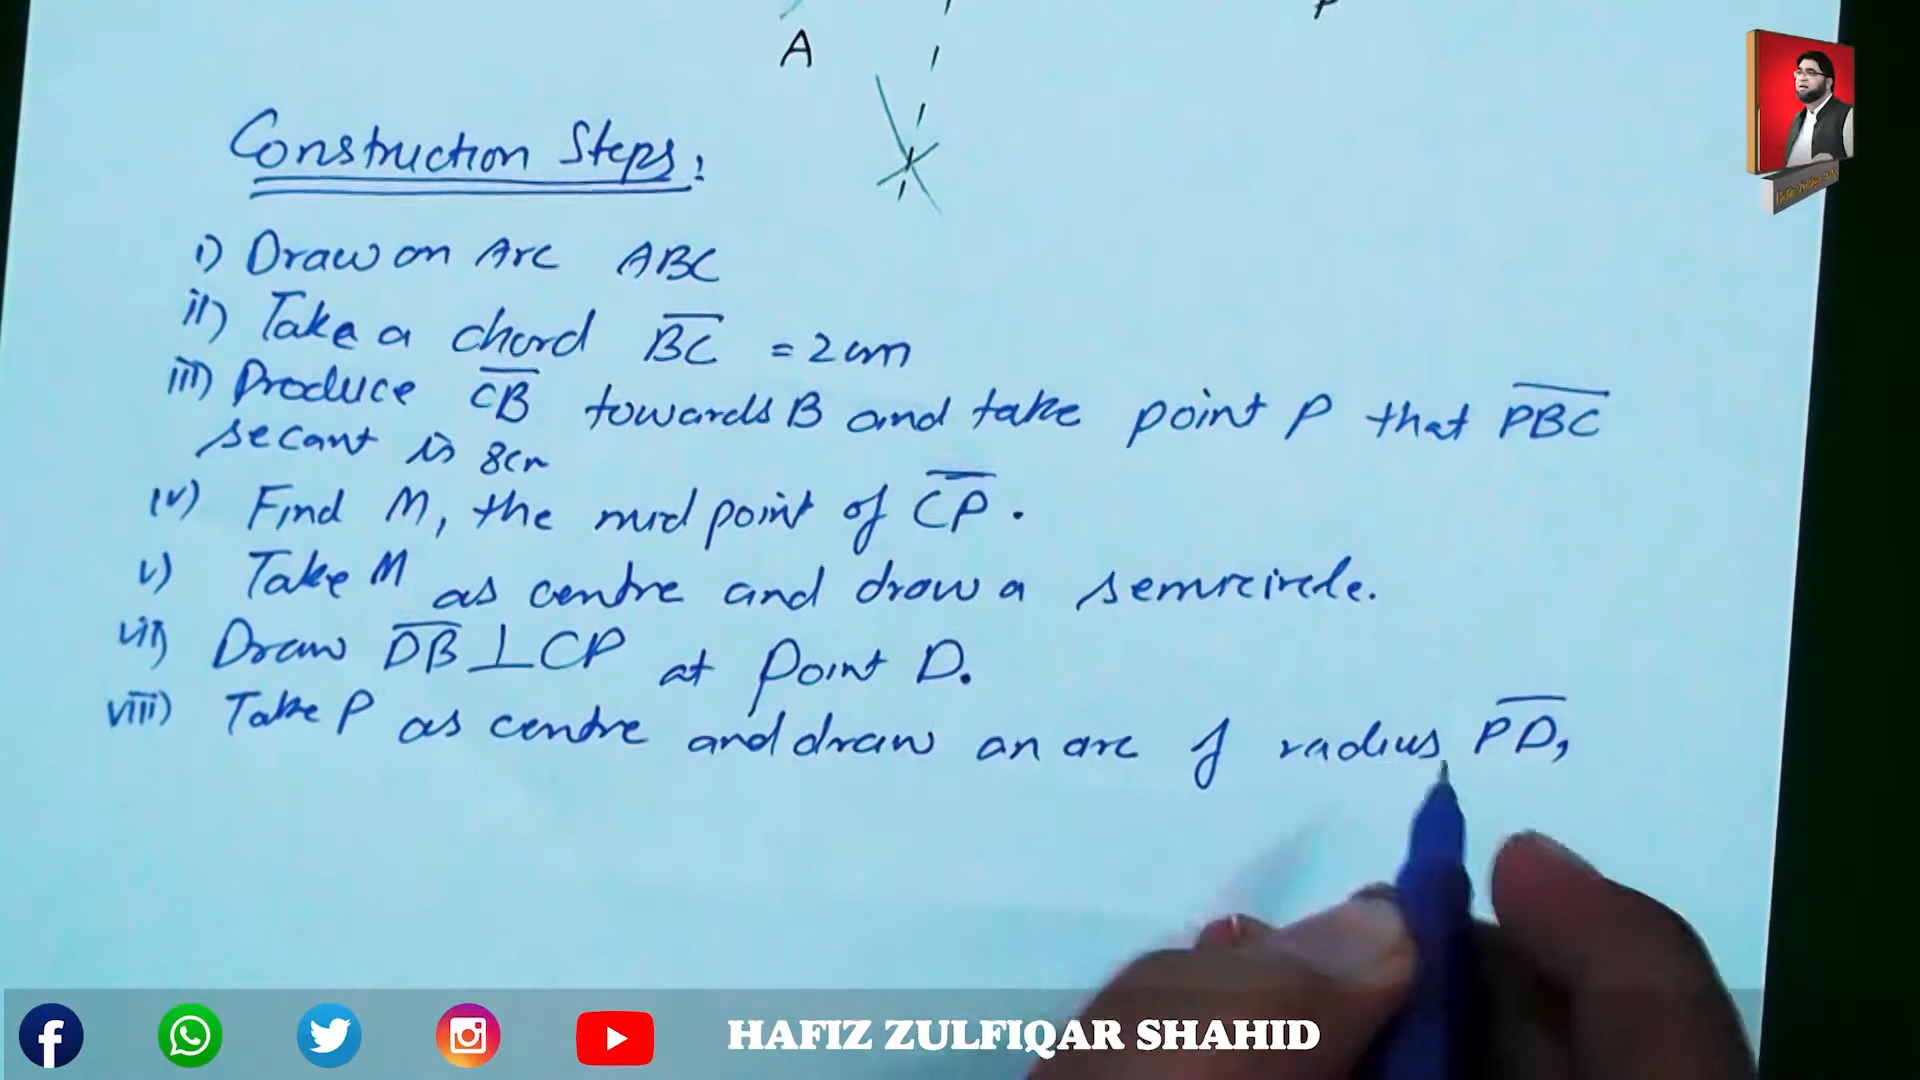 A
P
Construction Steps:
i) Draw an Arc ABC
ii) Take a chord BC = 2cm
iii) Produce CB towards B and take point P that PBC
secant is 8cm
iv) Find M, the mid point of CP.
v) Take M as centre and draw a semicircle.
vii) Draw DB ⊥ CP at point D.
viii) Take P as centre and draw an arc of radius PD,
HAFIZ ZULFIQAR SHAHID